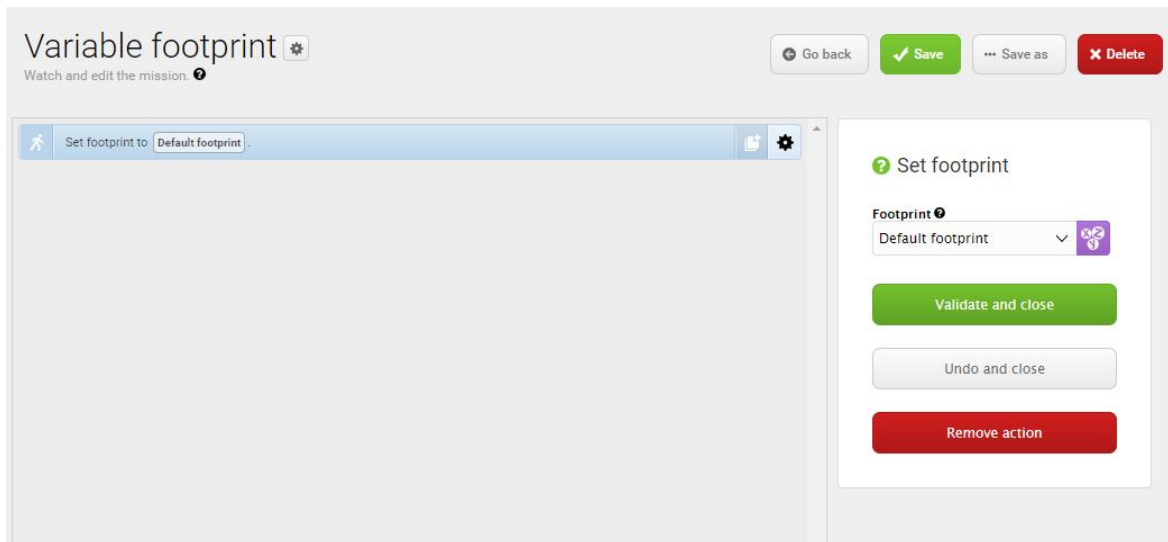 Variable footprint
Go back
Save
Save as
Delete
Watch and edit the mission.
Set footprint to Default footprint .
Set footprint
Footprint
Default footprint
XYZ
Validate and close
Undo and close
Remove action